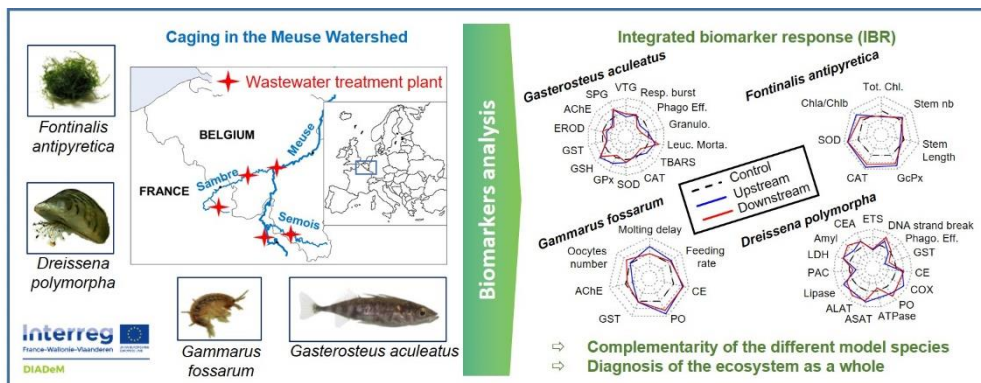 Caging in the Meuse Watershed
Fontinalis
antipyretica
Dreissena
polymorpha
Wastewater treatment plant
BELGIUM
Meuse
FRANCE
Sambre
Semois
Gammarus
fossarum
Gasterosteus aculeatus
Interreg
France-Wallonie-Vlaanderen
DIADeM
Biomarkers analysis
Integrated biomarker response (IBR)
Gasterosteus aculeatus
VTG
Resp. burst
Phago Eff.
Granulo.
Leuc. Morta.
TBARS
CAT
SOD
GPx
GSH
GST
EROD
AChE
SPG
Fontinalis antipyretica
Tot. Chl.
Stem nb
Stem
Length
GcPx
CAT
SOD
Chla/Chlb
Control
Upstream
Downstream
Gammarus fossarum
Molting delay
Feeding
rate
CE
PO
GST
AChE
Oocytes
number
Dreissena polymorpha
ETS
DNA strand break
Phago. Eff.
GST
CE
COX
PO
ATPase
ASAT
ALAT
Lipase
PAC
LDH
Amyl
CEA
⇨ Complementarity of the different model species
⇨ Diagnosis of the ecosystem as a whole